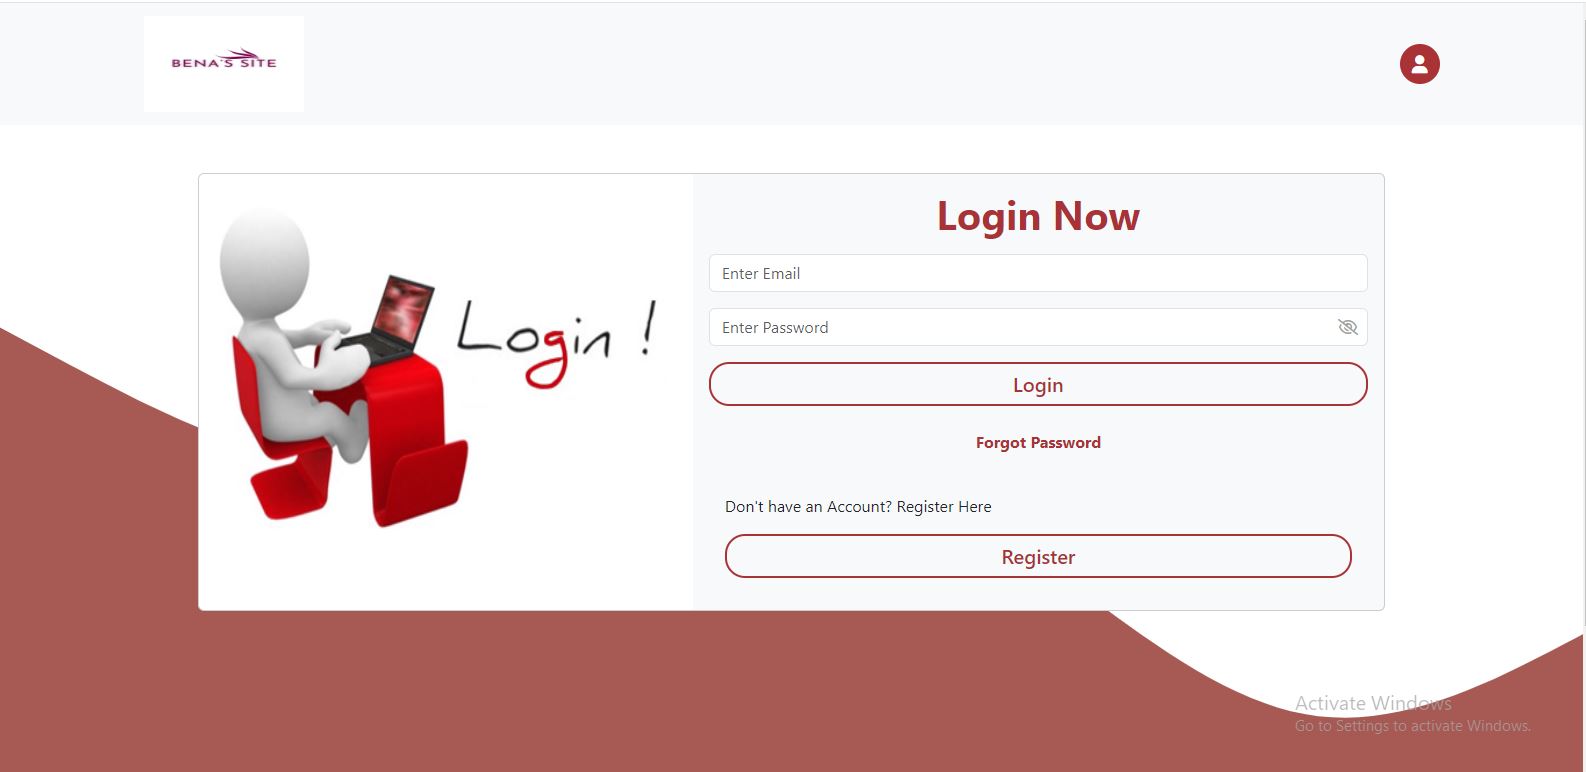 BENA'S SITE
Login !
Login Now
Enter Email
Enter Password
Login
Forgot Password
Don't have an Account? Register Here
Register
Activate Windows
Go to Settings to activate Windows.